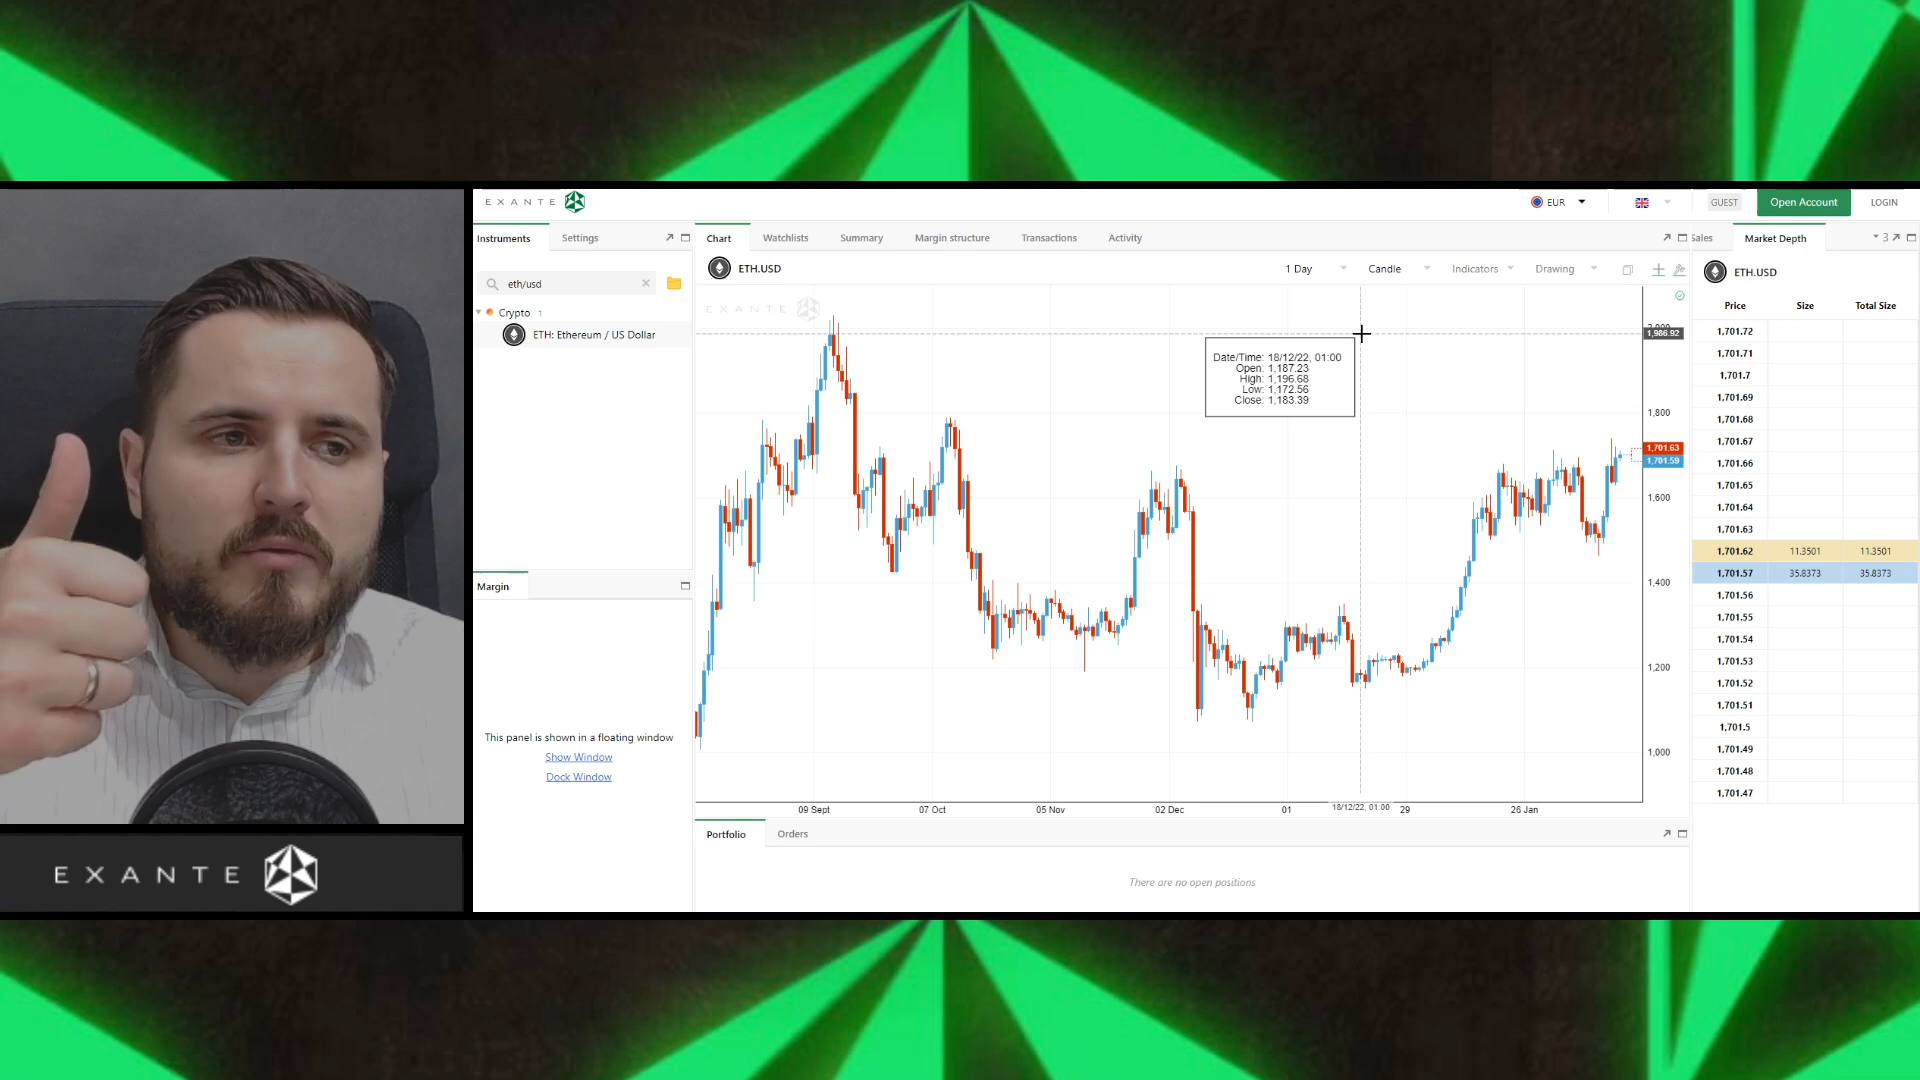 EXANTE
EUR
GUEST
Open Account
LOGIN
Instruments
Settings
Chart
Watchlists
Summary
Margin structure
Transactions
Activity
Sales
Market Depth
3
eth/usd
Crypto 1
ETH: Ethereum / US Dollar
ETH.USD
1 Day
Candle
Indicators
Drawing
ETH.USD
Price Size Total Size
EXANTE
Date/Time: 18/12/22, 01:00
Open: 1,187.23
High: 1,196.68
Low: 1,172.56
Close: 1,183.39
2,000
1,986.92
1,800
1,701.63
1,701.59
1,600
1,400
1,200
1,000
09 Sept
07 Oct
05 Nov
02 Dec
01
18/12/22, 01:00
29
26 Jan
1,701.72
1,701.71
1,701.7
1,701.69
1,701.68
1,701.67
1,701.66
1,701.65
1,701.64
1,701.63
1,701.62 11.3501 11.3501
1,701.57 35.8373 35.8373
1,701.56
1,701.55
1,701.54
1,701.53
1,701.52
1,701.51
1,701.5
1,701.49
1,701.48
1,701.47
Margin
This panel is shown in a floating window
Show Window
Dock Window
Portfolio
Orders
There are no open positions
EXANTE